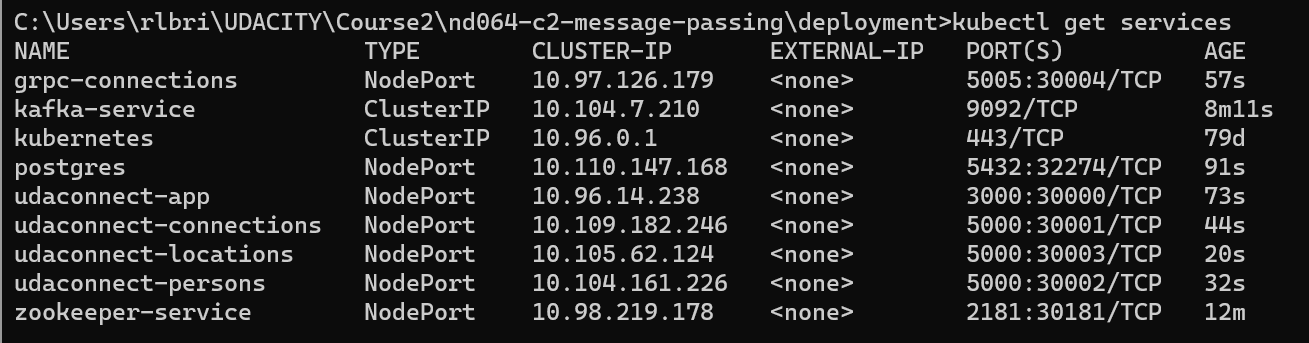 C:\Users\rlbri\UDACITY\Course2\nd064-c2-message-passing\deployment>kubectl get services
NAME                     TYPE        CLUSTER-IP       EXTERNAL-IP   PORT(S)          AGE
grpc-connections         NodePort    10.97.126.179    <none>        5005:30004/TCP   57s
kafka-service            ClusterIP   10.104.7.210     <none>        9092/TCP         8m11s
kubernetes               ClusterIP   10.96.0.1        <none>        443/TCP          79d
postgres                 NodePort    10.110.147.168   <none>        5432:32274/TCP   91s
udaconnect-app           NodePort    10.96.14.238     <none>        3000:30000/TCP   73s
udaconnect-connections   NodePort    10.109.182.246   <none>        5000:30001/TCP   44s
udaconnect-locations     NodePort    10.105.62.124    <none>        5000:30003/TCP   20s
udaconnect-persons       NodePort    10.104.161.226   <none>        5000:30002/TCP   32s
zookeeper-service        NodePort    10.98.219.178    <none>        2181:30181/TCP   12m